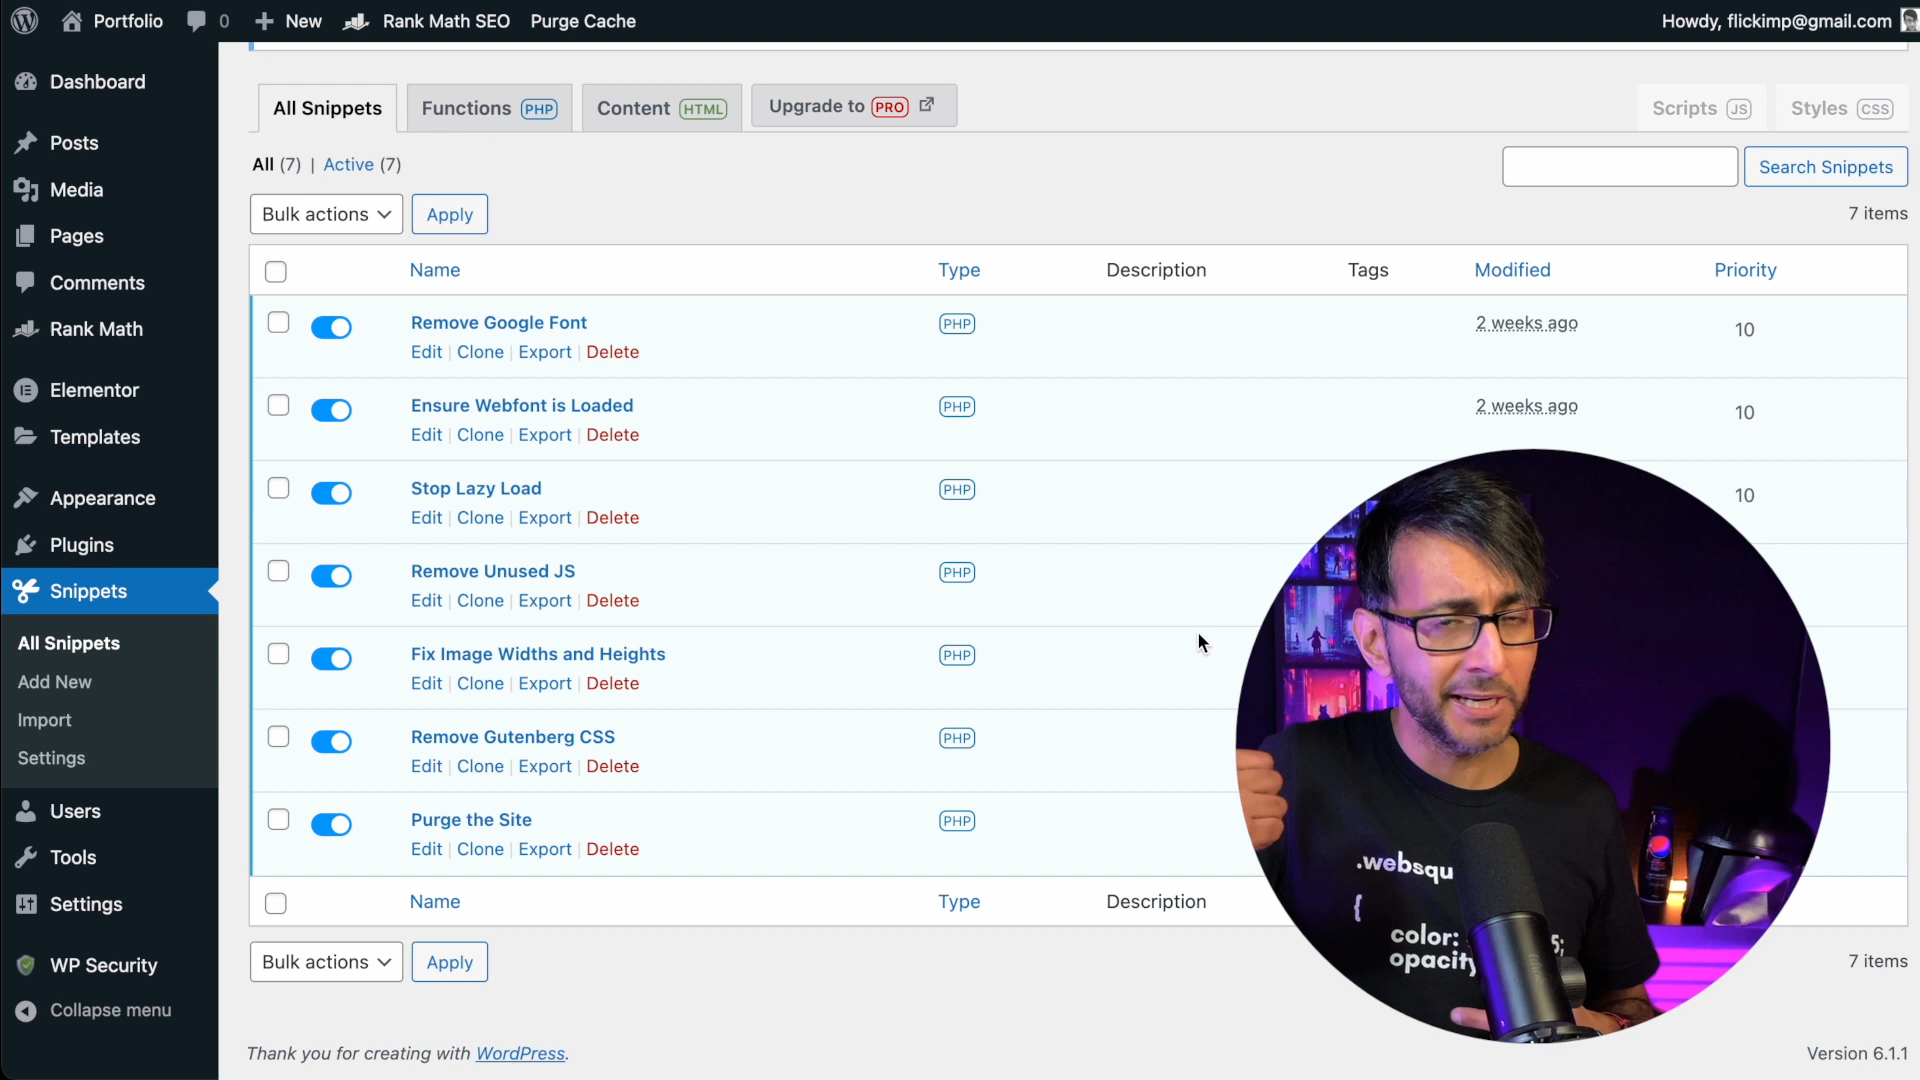 Portfolio 0 New Rank Math SEO Purge Cache Howdy, flickimp@gmail.com
Dashboard
Posts
Media
Pages
Comments
Rank Math
Elementor
Templates
Appearance
Plugins
Snippets
All Snippets
Add New
Import
Settings
Users
Tools
Settings
WP Security
Collapse menu
All Snippets Functions PHP Content HTML Upgrade to PRO Scripts JS Styles CSS
All (7) | Active (7)
Search Snippets
Bulk actions Apply 7 items
Name Type Description Tags Modified Priority
Remove Google Font PHP 2 weeks ago 10
Edit | Clone | Export | Delete
Ensure Webfont is Loaded PHP 2 weeks ago 10
Edit | Clone | Export | Delete
Stop Lazy Load PHP 10
Edit | Clone | Export | Delete
Remove Unused JS PHP
Edit | Clone | Export | Delete
Fix Image Widths and Heights PHP
Edit | Clone | Export | Delete
Remove Gutenberg CSS PHP
Edit | Clone | Export | Delete
Purge the Site PHP
Edit | Clone | Export | Delete
Name Type Description
Bulk actions Apply 7 items
Thank you for creating with WordPress. Version 6.1.1
.websqu
{
color: 5;
opacity